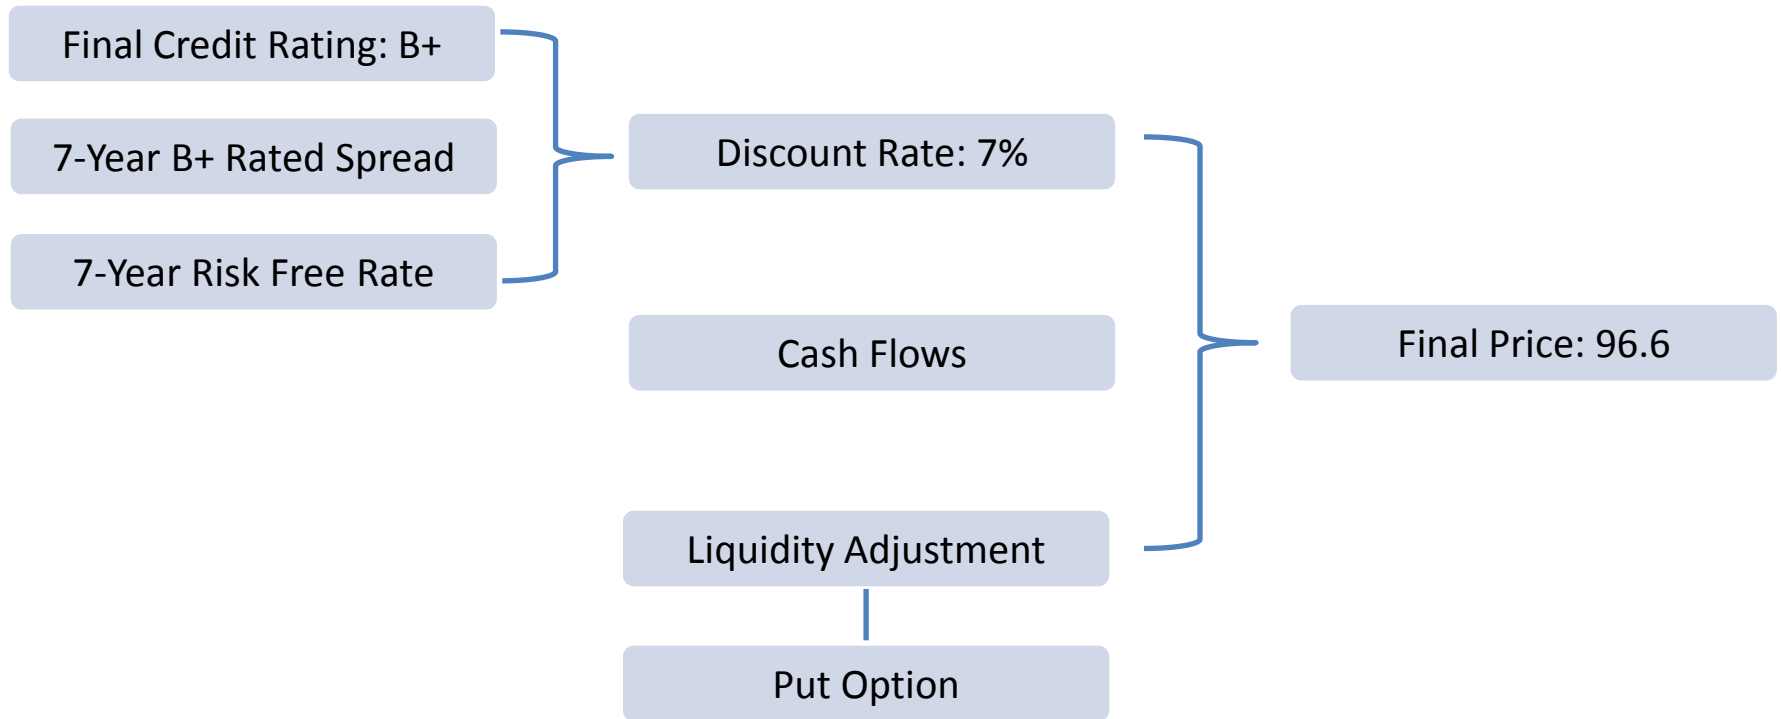 Final Credit Rating: B+
7-Year B+ Rated Spread
7-Year Risk Free Rate
Discount Rate: 7%
Cash Flows
Liquidity Adjustment
Put Option
Final Price: 96.6